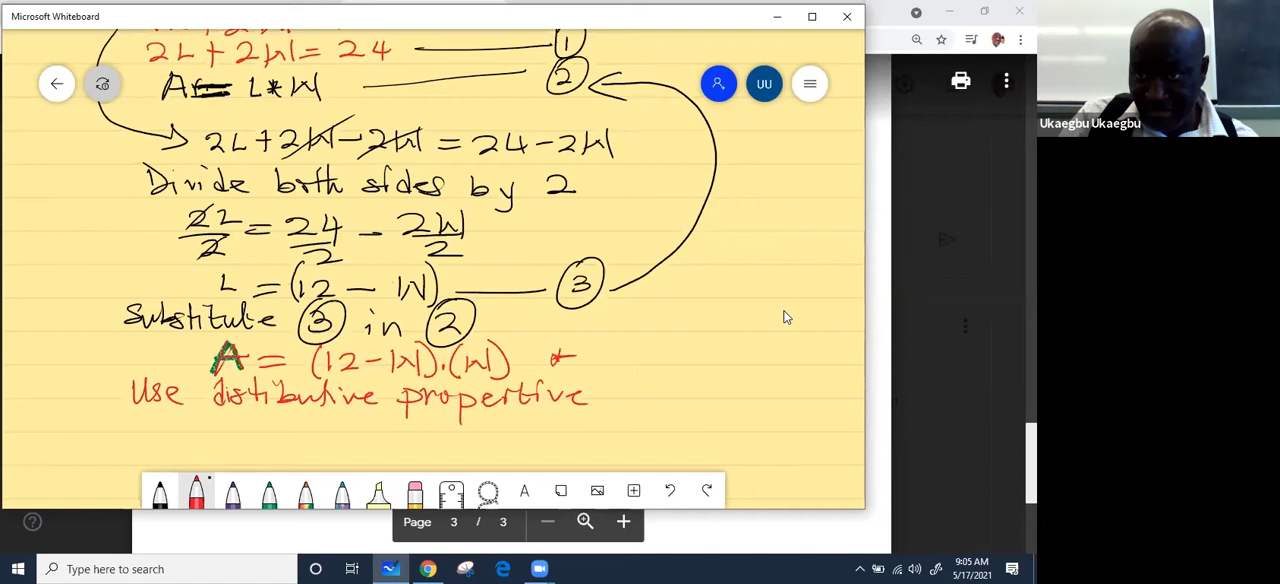 Microsoft Whiteboard
2L + 2W = 24 ①
A = L * W ②
2L + 2W - 2W = 24 - 2W
Divide both sides by 2
2L/2 = 24/2 - 2W/2
L = (12 - W) ③
Substitute ③ in ②
A = (12 - W).(W) *
Use distributive propertive
UU
Ukaegbu Ukaegbu
Page 3 / 3
Type here to search
9:05 AM
5/17/2021